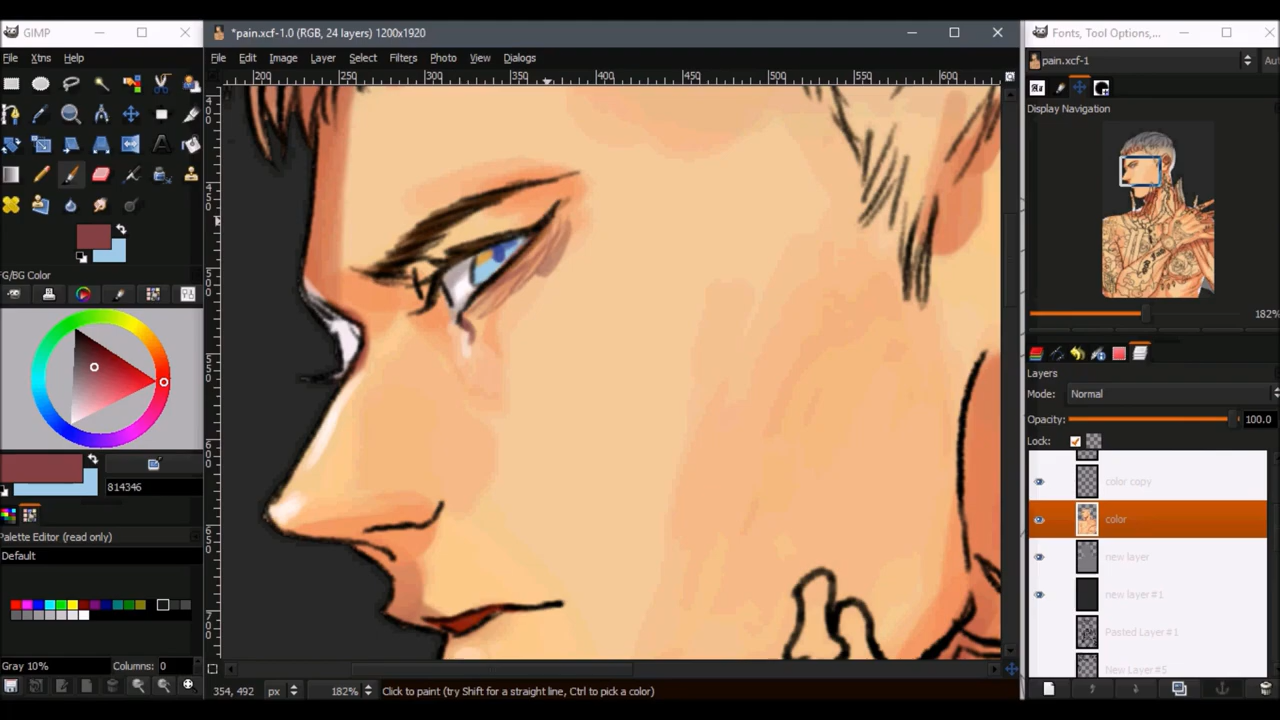 GIMP
File Xtns Help
FG/BG Color
814346
Palette Editor (read only)
Default
Gray 10%
Columns: 0
*pain.xcf-1.0 (RGB, 24 layers) 1200x1920
File Edit Image Layer Select Filters Photo View Dialogs
200 300 350 400 450 500 550 600
354, 492 px 182% Click to paint (try Shift for a straight line, Ctrl to pick a color)
Fonts, Tool Options,...
pain.xcf-1
Au
Display Navigation
182%
Layers
Mode: Normal
Opacity: 100.0
Lock:
color copy
color
new layer
new layer #1
Pasted Layer #1
New Layer #5